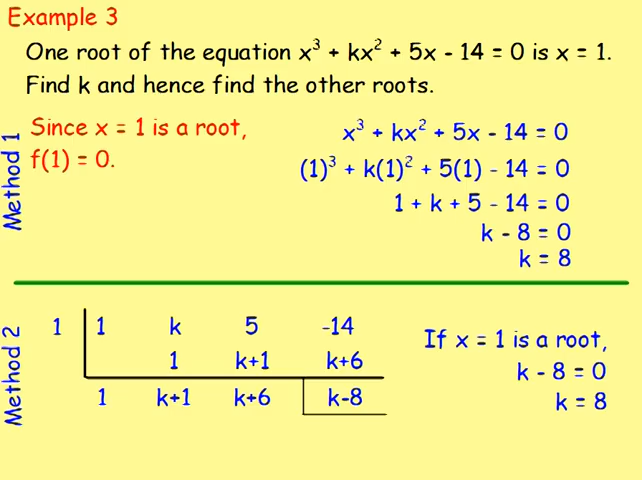 Example 3
One root of the equation x³ + kx² + 5x - 14 = 0 is x = 1.
Find k and hence find the other roots.
Method 1
Since x = 1 is a root,
f(1) = 0.
x³ + kx² + 5x - 14 = 0
(1)³ + k(1)² + 5(1) - 14 = 0
1 + k + 5 - 14 = 0
k - 8 = 0
k = 8
Method 2
1 1 k 5 -14
1 k+1 k+6
1 k+1 k+6 k-8
If x = 1 is a root,
k - 8 = 0
k = 8